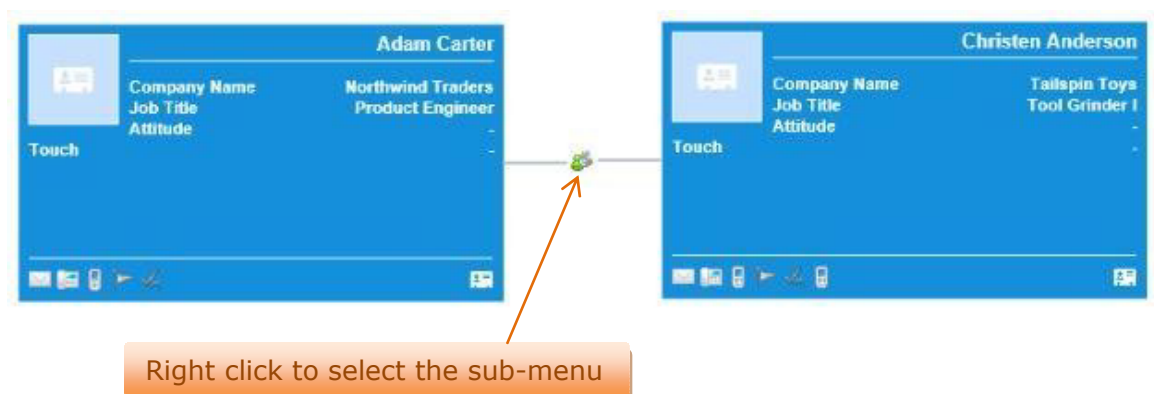 Adam Carter
Company Name Northwind Traders
Job Title Product Engineer
Attitude -
Touch -
Christen Anderson
Company Name Tailspin Toys
Job Title Tool Grinder I
Attitude -
Touch -
Right click to select the sub-menu